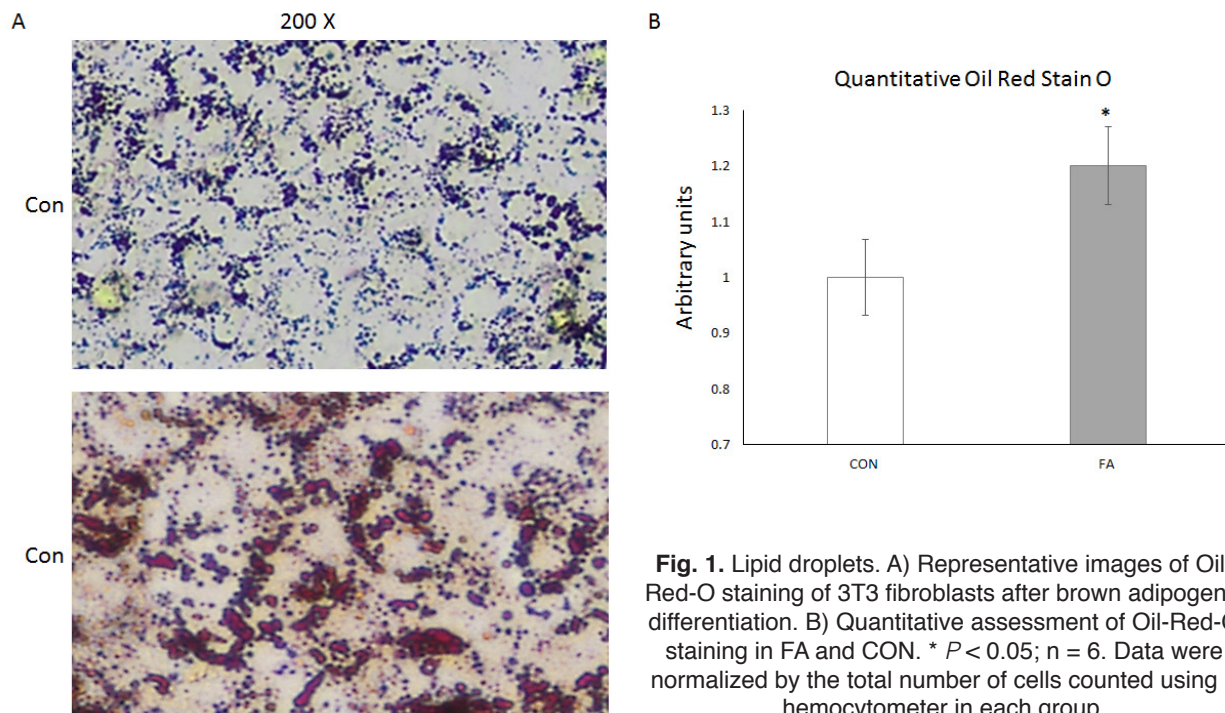 A
200 X
Con
Con
B
Quantitative Oil Red Stain O
Arbitrary units
1.3
1.2
1.1
1
0.9
0.8
0.7
*
CON
FA
Fig. 1. Lipid droplets. A) Representative images of Oil
Red-O staining of 3T3 fibroblasts after brown adipogen
differentiation. B) Quantitative assessment of Oil-Red-
staining in FA and CON. * P < 0.05; n = 6. Data were
normalized by the total number of cells counted using
hemocytometer in each group